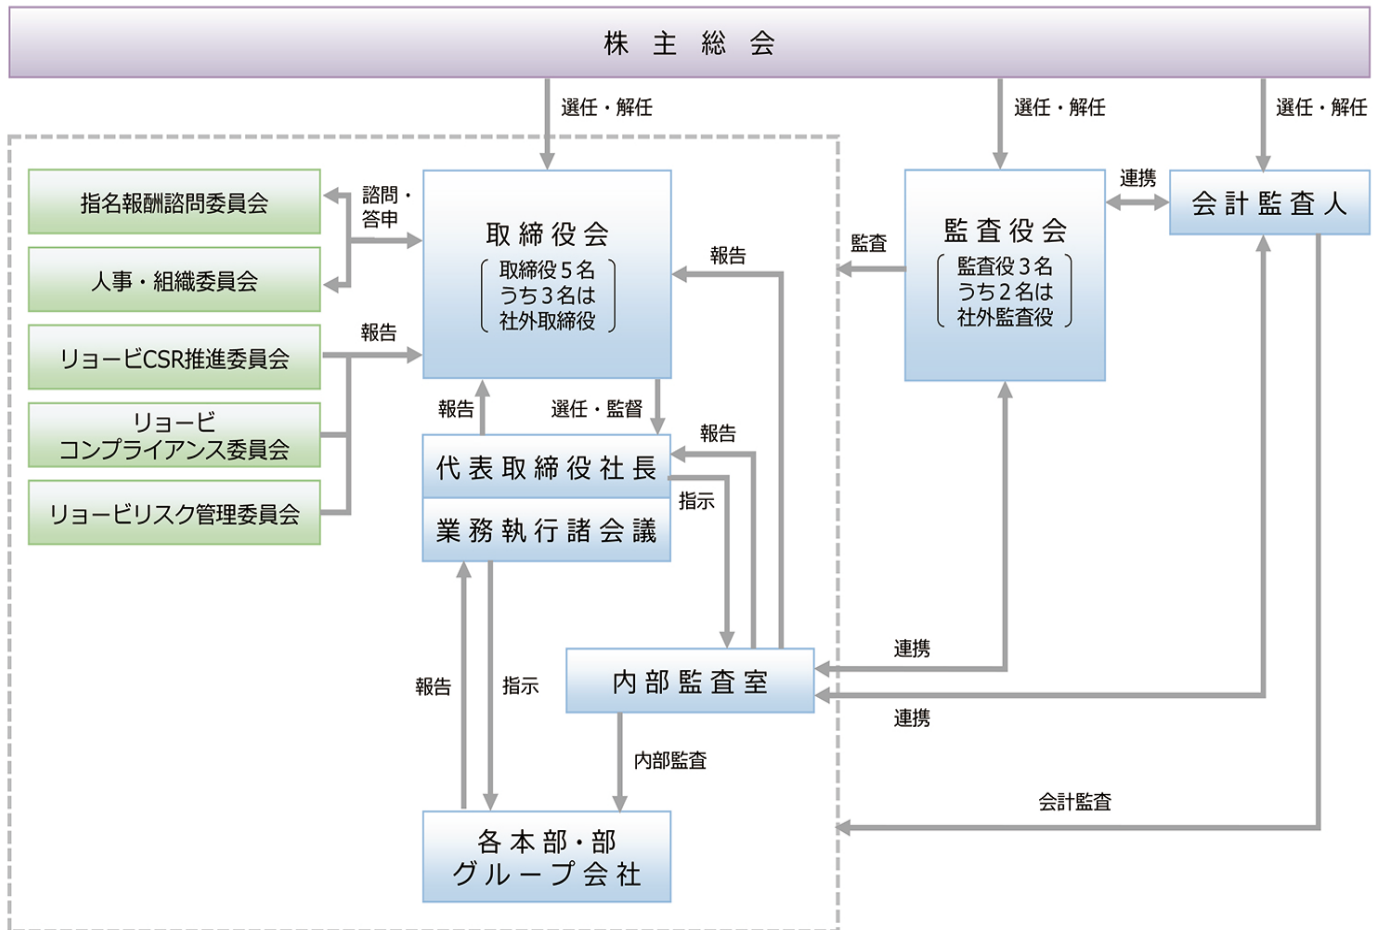 株主総会
選任・解任
選任・解任
選任・解任
指名報酬諮問委員会
人事・組織委員会
リョービCSR推進委員会
リョービ
コンプライアンス委員会
リョービリスク管理委員会
諮問・
答申
報告
取締役会
取締役5名
うち3名は
社外取締役
報告
監査
監査役会
監査役3名
うち2名は
社外監査役
連携
会計監査人
報告
選任・監督
代表取締役社長
業務執行諸会議
報告
指示
報告
指示
内部監査室
連携
連携
内部監査
会計監査
各本部・部
グループ会社